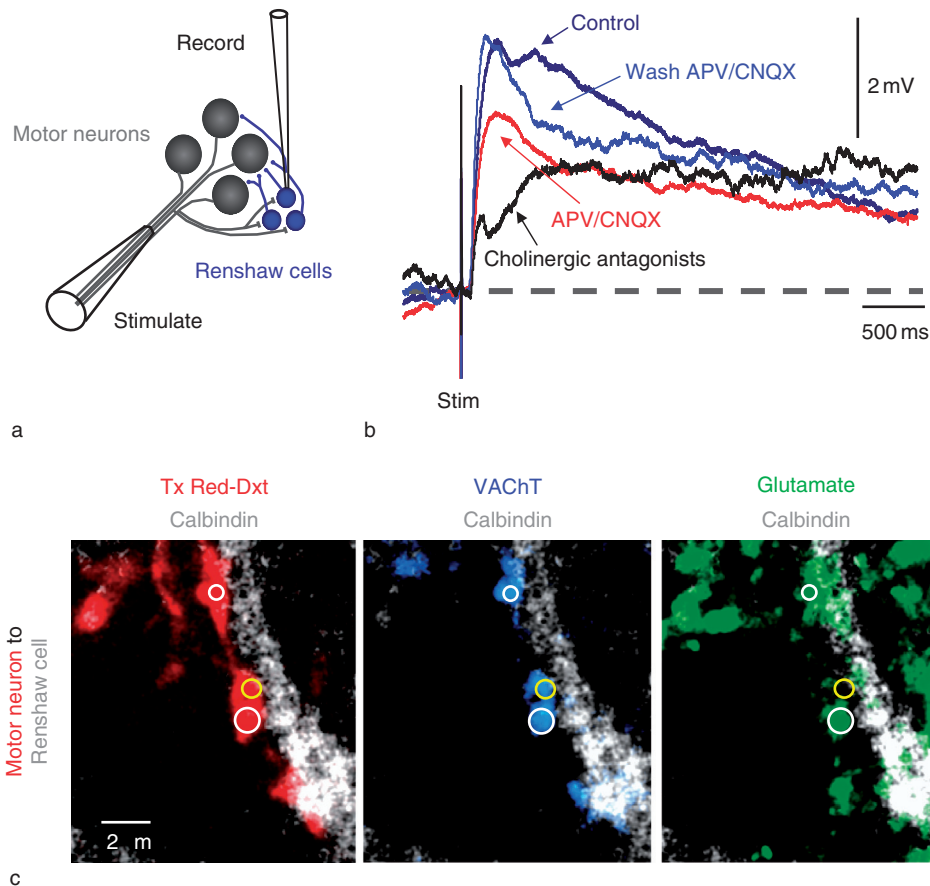 Record
Motor neurons
Renshaw cells
Stimulate
a
Control
Wash APV/CNQX
2 mV
APV/CNQX
Cholinergic antagonists
500 ms
Stim
b
Tx Red-Dxt
Calbindin
VAChT
Calbindin
Glutamate
Calbindin
Motor neuron to
Renshaw cell
2 m
c